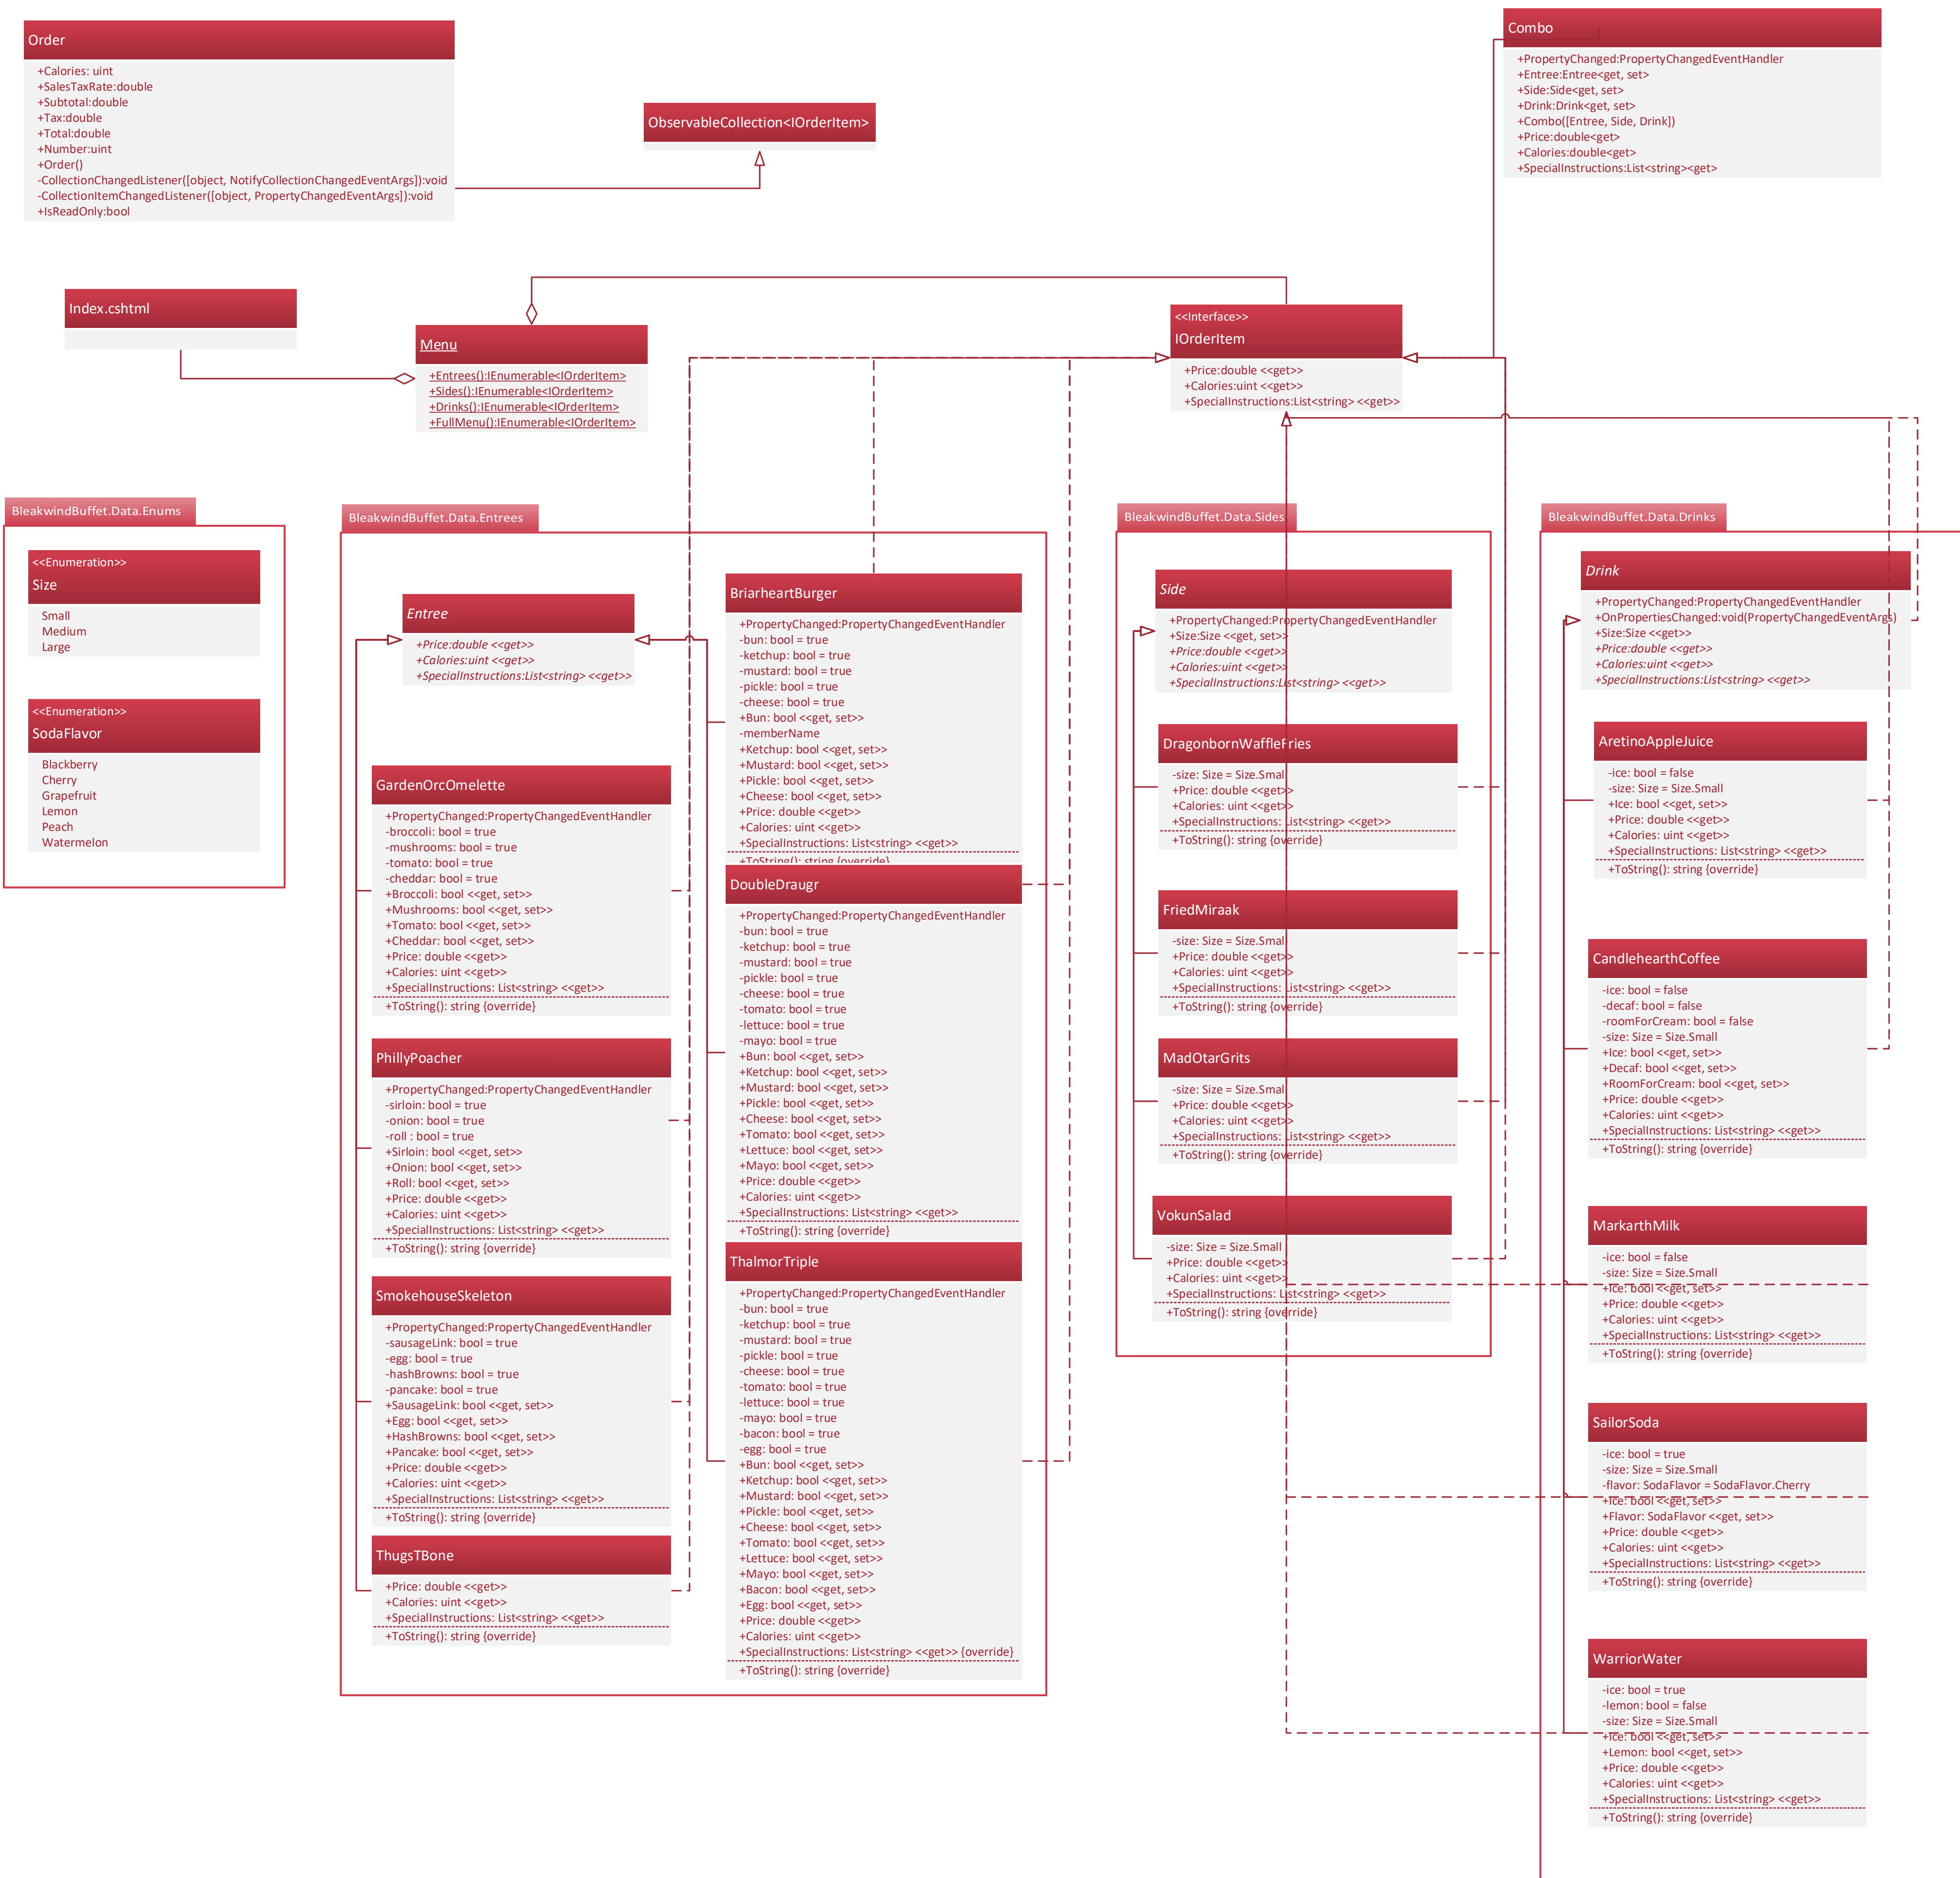 Order
+Calories: uint
+SalesTaxRate:double
+Subtotal:double
+Tax:double
+Total:double
+Number:uint
+Order()
-CollectionChangedListener([object, NotifyCollectionChangedEventArgs]):void
-CollectionItemChangedListener([object, PropertyChangedEventArgs]):void
+IsReadOnly:bool
ObservableCollection<IOrderItem>
Combo
+PropertyChanged:PropertyChangedEventHandler
+Entree:Entree<get, set>
+Side:Side<get, set>
+Drink:Drink<get, set>
+Combo([Entree, Side, Drink])
+Price:double<get>
+Calories:double<get>
+SpecialInstructions:List<string><get>
Index.cshtml
Menu
+Entrees():IEnumerable<IOrderItem>
+Sides():IEnumerable<IOrderItem>
+Drinks():IEnumerable<IOrderItem>
+FullMenu():IEnumerable<IOrderItem>
<<Interface>>
IOrderItem
+Price:double <<get>>
+Calories:uint <<get>>
+SpecialInstructions:List<string> <<get>>
BleakwindBuffet.Data.Enums
<<Enumeration>>
Size
Small
Medium
Large
<<Enumeration>>
SodaFlavor
Blackberry
Cherry
Grapefruit
Lemon
Peach
Watermelon
BleakwindBuffet.Data.Entrees
Entree
+Price:double <<get>>
+Calories:uint <<get>>
+SpecialInstructions:List<string> <<get>>
GardenOrcOmelette
+PropertyChanged:PropertyChangedEventHandler
-broccoli: bool = true
-mushrooms: bool = true
-tomato: bool = true
-cheddar: bool = true
+Broccoli: bool <<get, set>>
+Mushrooms: bool <<get, set>>
+Tomato: bool <<get, set>>
+Cheddar: bool <<get, set>>
+Price: double <<get>>
+Calories: uint <<get>>
+SpecialInstructions: List<string> <<get>>
+ToString(): string {override}
PhillyPoacher
+PropertyChanged:PropertyChangedEventHandler
-sirloin: bool = true
-onion: bool = true
-roll : bool = true
+Sirloin: bool <<get, set>>
+Onion: bool <<get, set>>
+Roll: bool <<get, set>>
+Price: double <<get>>
+Calories: uint <<get>>
+SpecialInstructions: List<string> <<get>>
+ToString(): string {override}
SmokehouseSkeleton
+PropertyChanged:PropertyChangedEventHandler
-sausageLink: bool = true
-egg: bool = true
-hashBrowns: bool = true
-pancake: bool = true
+SausageLink: bool <<get, set>>
+Egg: bool <<get, set>>
+HashBrowns: bool <<get, set>>
+Pancake: bool <<get, set>>
+Price: double <<get>>
+Calories: uint <<get>>
+SpecialInstructions: List<string> <<get>>
+ToString(): string {override}
ThugsTBone
+Price: double <<get>>
+Calories: uint <<get>>
+SpecialInstructions: List<string> <<get>>
+ToString(): string {override}
BriarheartBurger
+PropertyChanged:PropertyChangedEventHandler
-bun: bool = true
-ketchup: bool = true
-mustard: bool = true
-pickle: bool = true
-cheese: bool = true
+Bun: bool <<get, set>>
-memberName
+Ketchup: bool <<get, set>>
+Mustard: bool <<get, set>>
+Pickle: bool <<get, set>>
+Cheese: bool <<get, set>>
+Price: double <<get>>
+Calories: uint <<get>>
+SpecialInstructions: List<string> <<get>>
+ToString(): string {override}
DoubleDraugr
+PropertyChanged:PropertyChangedEventHandler
-bun: bool = true
-ketchup: bool = true
-mustard: bool = true
-pickle: bool = true
-cheese: bool = true
-tomato: bool = true
-lettuce: bool = true
-mayo: bool = true
+Bun: bool <<get, set>>
+Ketchup: bool <<get, set>>
+Mustard: bool <<get, set>>
+Pickle: bool <<get, set>>
+Cheese: bool <<get, set>>
+Tomato: bool <<get, set>>
+Lettuce: bool <<get, set>>
+Mayo: bool <<get, set>>
+Price: double <<get>>
+Calories: uint <<get>>
+SpecialInstructions: List<string> <<get>>
+ToString(): string {override}
ThalmorTriple
+PropertyChanged:PropertyChangedEventHandler
-bun: bool = true
-ketchup: bool = true
-mustard: bool = true
-pickle: bool = true
-cheese: bool = true
-tomato: bool = true
-lettuce: bool = true
-mayo: bool = true
-bacon: bool = true
-egg: bool = true
+Bun: bool <<get, set>>
+Ketchup: bool <<get, set>>
+Mustard: bool <<get, set>>
+Pickle: bool <<get, set>>
+Cheese: bool <<get, set>>
+Tomato: bool <<get, set>>
+Lettuce: bool <<get, set>>
+Mayo: bool <<get, set>>
+Bacon: bool <<get, set>>
+Egg: bool <<get, set>>
+Price: double <<get>>
+Calories: uint <<get>>
+SpecialInstructions: List<string> <<get>> {override}
+ToString(): string {override}
BleakwindBuffet.Data.Sides
Side
+PropertyChanged:PropertyChangedEventHandler
+Size:Size <<get, set>>
+Price:double <<get>>
+Calories:uint <<get>>
+SpecialInstructions:List<string> <<get>>
DragonbornWaffleFries
-size: Size = Size.Small
+Price: double <<get>>
+Calories: uint <<get>>
+SpecialInstructions: List<string> <<get>>
+ToString(): string {override}
FriedMiraak
-size: Size = Size.Small
+Price: double <<get>>
+Calories: uint <<get>>
+SpecialInstructions: List<string> <<get>>
+ToString(): string {override}
MadOtarGrits
-size: Size = Size.Small
+Price: double <<get>>
+Calories: uint <<get>>
+SpecialInstructions: List<string> <<get>>
+ToString(): string {override}
VokunSalad
-size: Size = Size.Small
+Price: double <<get>>
+Calories: uint <<get>>
+SpecialInstructions: List<string> <<get>>
+ToString(): string {override}
BleakwindBuffet.Data.Drinks
Drink
+PropertyChanged:PropertyChangedEventHandler
+OnPropertiesChanged:void(PropertyChangedEventArgs)
+Size:Size <<get>>
+Price:double <<get>>
+Calories:uint <<get>>
+SpecialInstructions:List<string> <<get>>
AretinoAppleJuice
-ice: bool = false
-size: Size = Size.Small
+Ice: bool <<get, set>>
+Price: double <<get>>
+Calories: uint <<get>>
+SpecialInstructions: List<string> <<get>>
+ToString(): string {override}
CandlehearthCoffee
-ice: bool = false
-decaf: bool = false
-roomForCream: bool = false
-size: Size = Size.Small
+Ice: bool <<get, set>>
+Decaf: bool <<get, set>>
+RoomForCream: bool <<get, set>>
+Price: double <<get>>
+Calories: uint <<get>>
+SpecialInstructions: List<string> <<get>>
+ToString(): string {override}
MarkarthMilk
-ice: bool = false
-size: Size = Size.Small
+Ice: bool <<get, set>>
+Price: double <<get>>
+Calories: uint <<get>>
+SpecialInstructions: List<string> <<get>>
+ToString(): string {override}
SailorSoda
-ice: bool = true
-size: Size = Size.Small
-flavor: SodaFlavor = SodaFlavor.Cherry
+Ice: bool <<get, set>>
+Flavor: SodaFlavor <<get, set>>
+Price: double <<get>>
+Calories: uint <<get>>
+SpecialInstructions: List<string> <<get>>
+ToString(): string {override}
WarriorWater
-ice: bool = true
-lemon: bool = false
-size: Size = Size.Small
+Ice: bool <<get, set>>
+Lemon: bool <<get, set>>
+Price: double <<get>>
+Calories: uint <<get>>
+SpecialInstructions: List<string> <<get>>
+ToString(): string {override}